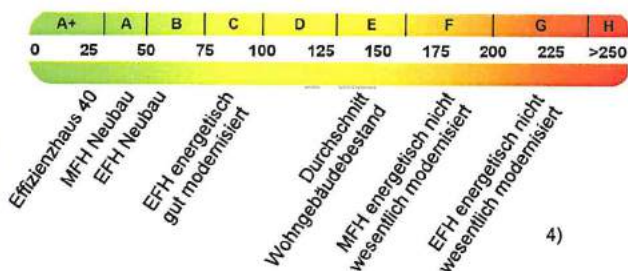 A+ A B C D E F G H
0 25 50 75 100 125 150 175 200 225 >250
Effizienzhaus 40
MFH Neubau
EFH Neubau
EFH energetisch
gut modernisiert
Durchschnitt
Wohngebäudebestand
MFH energetisch nicht
wesentlich modernisiert
EFH energetisch nicht
wesentlich modernisiert
4)